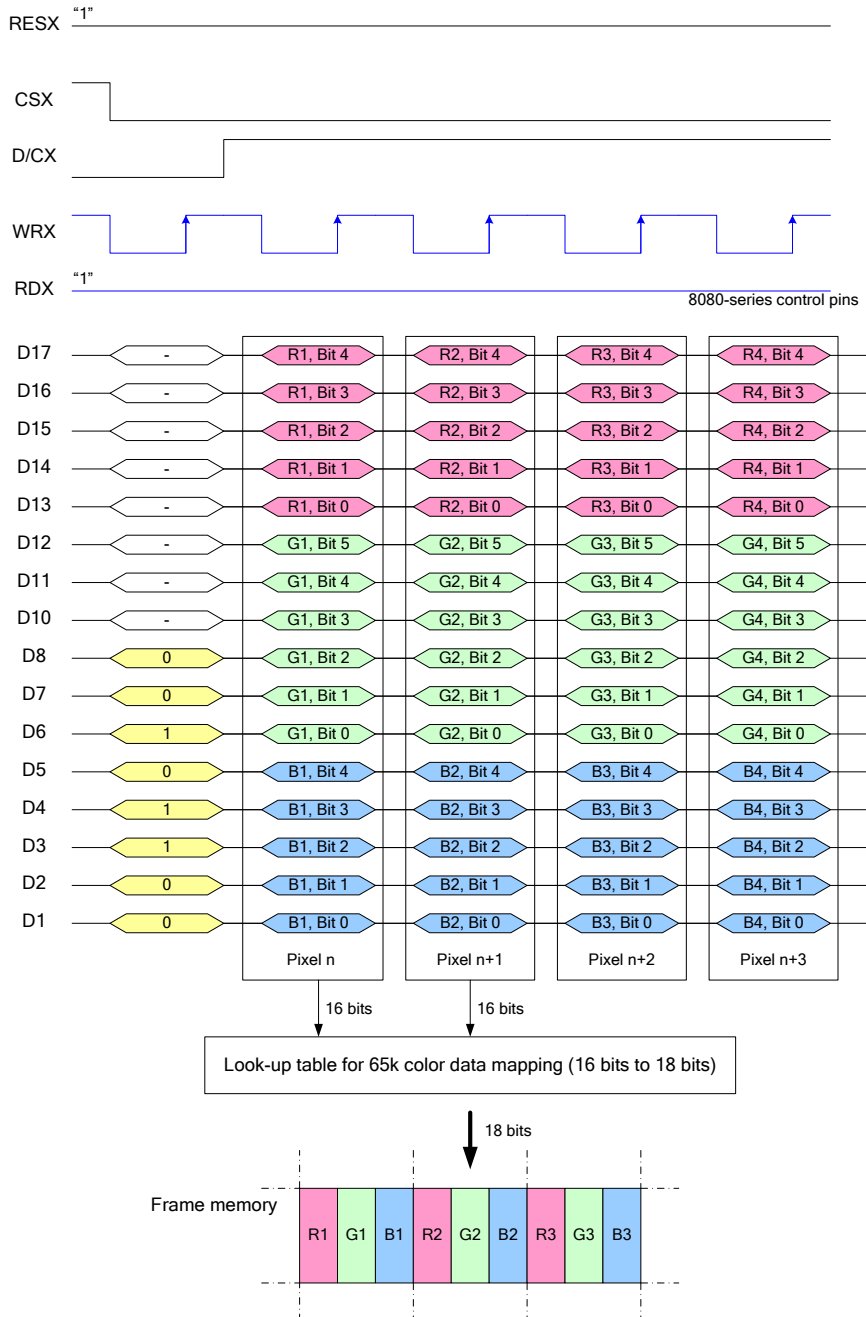 RESX "1"
CSX
D/CX
WRX
RDX "1"
8080-series control pins
D17 - R1, Bit 4 R2, Bit 4 R3, Bit 4 R4, Bit 4
D16 - R1, Bit 3 R2, Bit 3 R3, Bit 3 R4, Bit 3
D15 - R1, Bit 2 R2, Bit 2 R3, Bit 2 R4, Bit 2
D14 - R1, Bit 1 R2, Bit 1 R3, Bit 1 R4, Bit 1
D13 - R1, Bit 0 R2, Bit 0 R3, Bit 0 R4, Bit 0
D12 - G1, Bit 5 G2, Bit 5 G3, Bit 5 G4, Bit 5
D11 - G1, Bit 4 G2, Bit 4 G3, Bit 4 G4, Bit 4
D10 - G1, Bit 3 G2, Bit 3 G3, Bit 3 G4, Bit 3
D8 0 G1, Bit 2 G2, Bit 2 G3, Bit 2 G4, Bit 2
D7 0 G1, Bit 1 G2, Bit 1 G3, Bit 1 G4, Bit 1
D6 1 G1, Bit 0 G2, Bit 0 G3, Bit 0 G4, Bit 0
D5 0 B1, Bit 4 B2, Bit 4 B3, Bit 4 B4, Bit 4
D4 1 B1, Bit 3 B2, Bit 3 B3, Bit 3 B4, Bit 3
D3 1 B1, Bit 2 B2, Bit 2 B3, Bit 2 B4, Bit 2
D2 0 B1, Bit 1 B2, Bit 1 B3, Bit 1 B4, Bit 1
D1 0 B1, Bit 0 B2, Bit 0 B3, Bit 0 B4, Bit 0
Pixel n Pixel n+1 Pixel n+2 Pixel n+3
16 bits 16 bits
Look-up table for 65k color data mapping (16 bits to 18 bits)
18 bits
Frame memory
R1 G1 B1 R2 G2 B2 R3 G3 B3